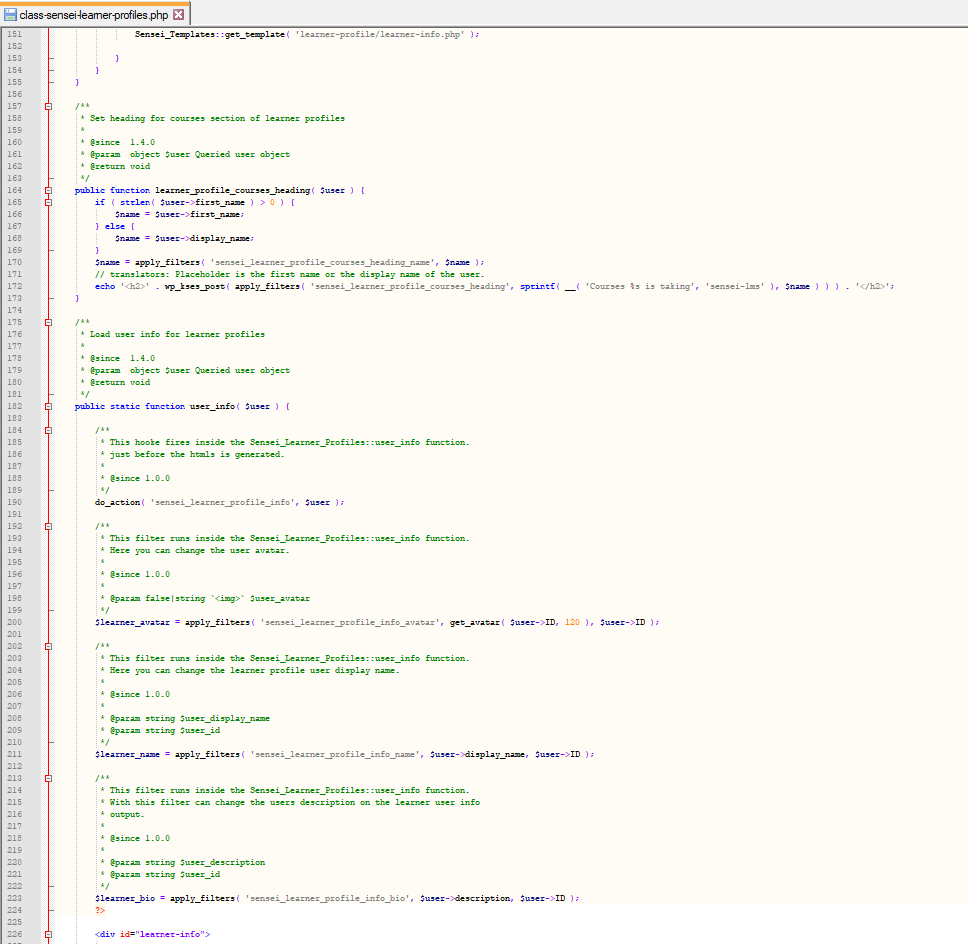 class-sensei-learner-profiles.php
151 Sensei_Templates::get_template( 'learner-profile/learner-info.php' );
152
153 }
154 }
155 }
156
157 /**
158 * Set heading for courses section of learner profiles
159 *
160 * @since  1.4.0
161 * @param  object $user Queried user object
162 * @return void
163 */
164 public function learner_profile_courses_heading( $user ) {
165 if ( strlen( $user->first_name ) > 0 ) {
166 $name = $user->first_name;
167 } else {
168 $name = $user->display_name;
169 }
170 $name = apply_filters( 'sensei_learner_profile_courses_heading_name', $name );
171 // translators: Placeholder is the first name or the display name of the user.
172 echo '<h2>' . wp_kses_post( apply_filters( 'sensei_learner_profile_courses_heading', sprintf( __( 'Courses %s is taking', 'sensei-lms' ), $name ) ) ) . '</h2>';
173 }
174
175 /**
176 * Load user info for learner profiles
177 *
178 * @since  1.4.0
179 * @param  object $user Queried user object
180 * @return void
181 */
182 public static function user_info( $user ) {
183
184 /**
185 * This hooke fires inside the Sensei_Learner_Profiles::user_info function.
186 * just before the htmls is generated.
187 *
188 * @since 1.0.0
189 */
190 do_action( 'sensei_learner_profile_info', $user );
191
192 /**
193 * This filter runs inside the Sensei_Learner_Profiles::user_info function.
194 * Here you can change the user avatar.
195 *
196 * @since 1.0.0
197 *
198 * @param false|string `<img>` $user_avatar
199 */
200 $learner_avatar = apply_filters( 'sensei_learner_profile_info_avatar', get_avatar( $user->ID, 120 ), $user->ID );
201
202 /**
203 * This filter runs inside the Sensei_Learner_Profiles::user_info function.
204 * Here you can change the learner profile user display name.
205 *
206 * @since 1.0.0
207 *
208 * @param string $user_display_name
209 * @param string $user_id
210 */
211 $learner_name = apply_filters( 'sensei_learner_profile_info_name', $user->display_name, $user->ID );
212
213 /**
214 * This filter runs inside the Sensei_Learner_Profiles::user_info function.
215 * With this filter can change the users description on the learner user info
216 * output.
217 *
218 * @since 1.0.0
219 *
220 * @param string $user_description
221 * @param string $user_id
222 */
223 $learner_bio = apply_filters( 'sensei_learner_profile_info_bio', $user->description, $user->ID );
224 ?>
225
226 <div id="learner-info">